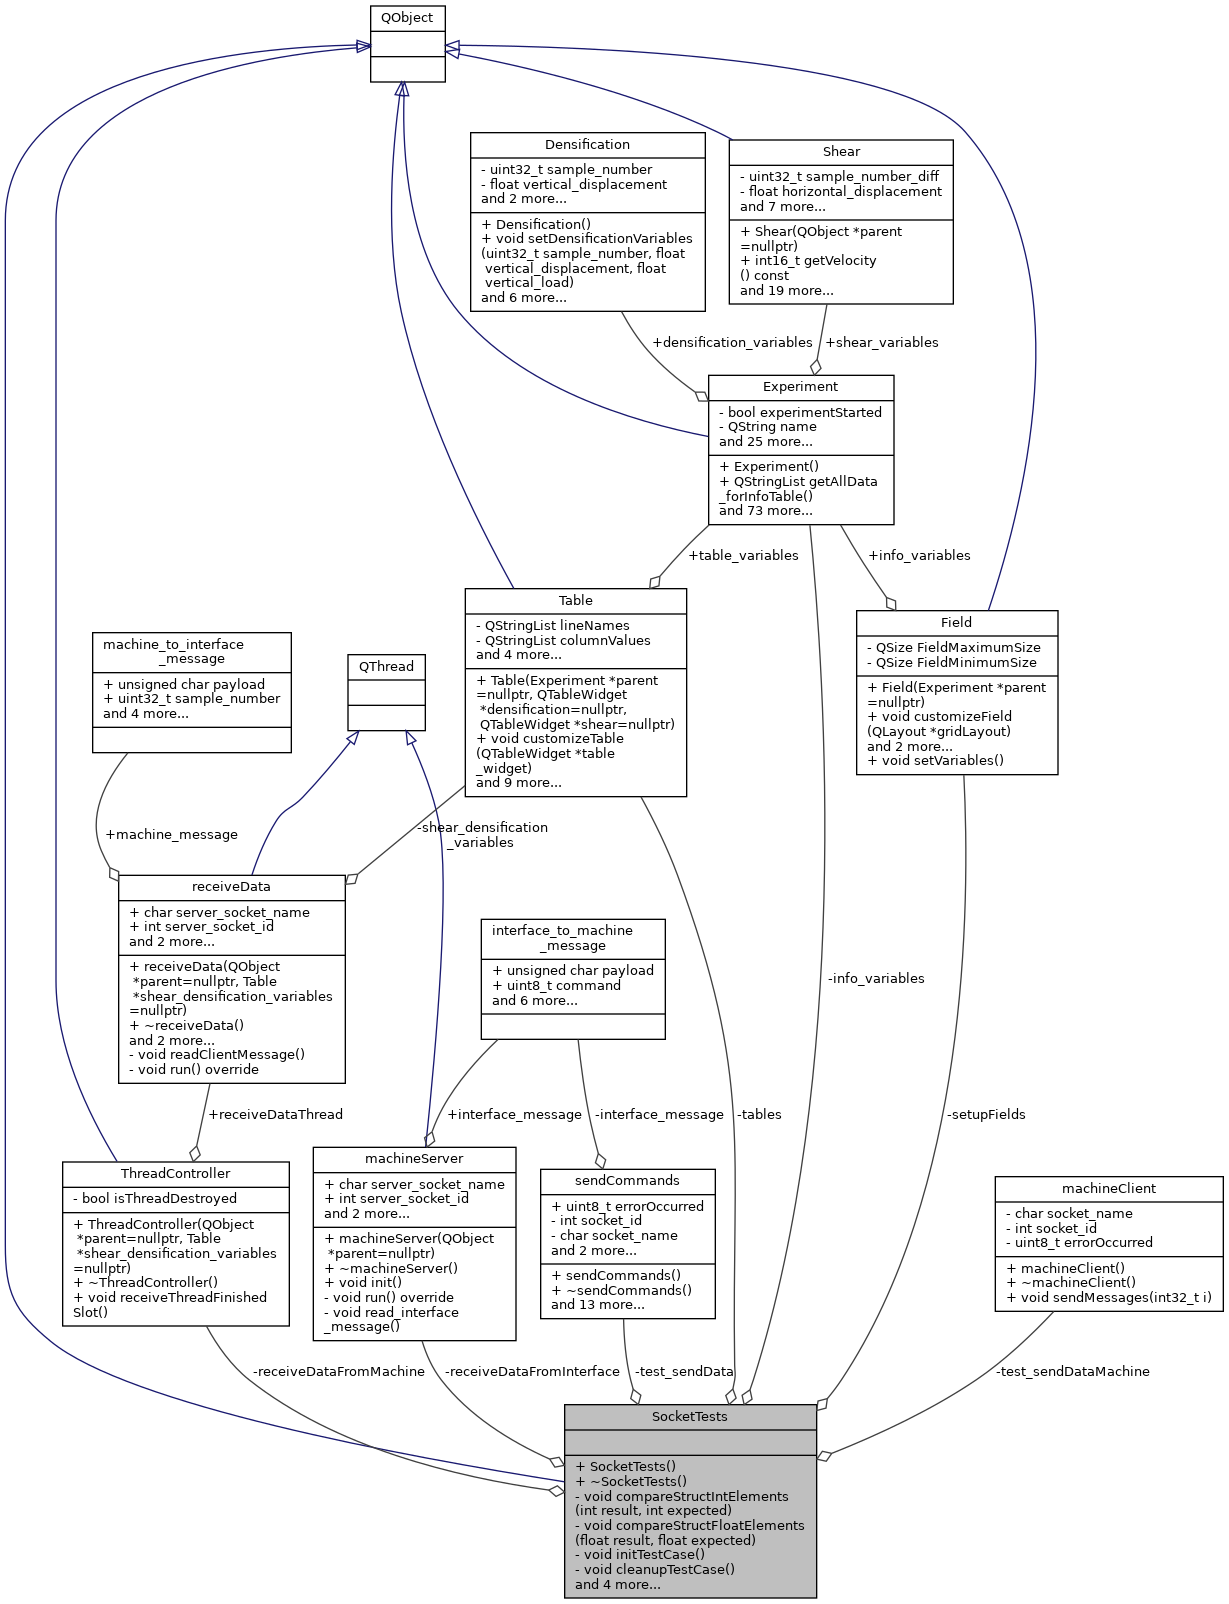 QObject
Densification
- uint32_t sample_number
- float vertical_displacement
and 2 more...
+ Densification()
+ void setDensificationVariables
(uint32_t sample_number, float
vertical_displacement, float
vertical_load)
and 6 more...
Shear
- uint32_t sample_number_diff
- float horizontal_displacement
and 7 more...
+ Shear(QObject *parent
=nullptr)
+ int16_t getVelocity
() const
and 19 more...
+densification_variables
+shear_variables
Experiment
- bool experimentStarted
- QString name
and 25 more...
+ Experiment()
+ QStringList getAllData
_forInfoTable()
and 73 more...
+table_variables
+info_variables
Table
- QStringList lineNames
- QStringList columnValues
and 4 more...
+ Table(Experiment *parent
=nullptr, QTableWidget
*densification=nullptr,
QTableWidget *shear=nullptr)
+ void customizeTable
(QTableWidget *table
_widget)
and 9 more...
Field
- QSize FieldMaximumSize
- QSize FieldMinimumSize
+ Field(Experiment *parent
=nullptr)
+ void customizeField
(QLayout *gridLayout)
and 2 more...
+ void setVariables()
machine_to_interface
_message
+ unsigned char payload
+ uint32_t sample_number
and 4 more...
QThread
+machine_message
-shear_densification
_variables
receiveData
+ char server_socket_name
+ int server_socket_id
and 2 more...
+ receiveData(QObject
*parent=nullptr, Table
*shear_densification_variables
=nullptr)
+ ~receiveData()
and 2 more...
- void readClientMessage()
- void run() override
interface_to_machine
_message
+ unsigned char payload
+ uint8_t command
and 6 more...
-info_variables
+receiveDataThread
+interface_message
-interface_message
-tables
-setupFields
ThreadController
- bool isThreadDestroyed
+ ThreadController(QObject
*parent=nullptr, Table
*shear_densification_variables
=nullptr)
+ ~ThreadController()
+ void receiveThreadFinished
Slot()
machineServer
+ char server_socket_name
+ int server_socket_id
and 2 more...
+ machineServer(QObject
*parent=nullptr)
+ ~machineServer()
+ void init()
- void run() override
- void read_interface
_message()
sendCommands
+ uint8_t errorOccurred
- int socket_id
- char socket_name
and 2 more...
+ sendCommands()
+ ~sendCommands()
and 13 more...
machineClient
- char socket_name
- int socket_id
- uint8_t errorOccurred
+ machineClient()
+ ~machineClient()
+ void sendMessages(int32_t i)
-receiveDataFromMachine
-receiveDataFromInterface
-test_sendData
-test_sendDataMachine
SocketTests
+ SocketTests()
+ ~SocketTests()
- void compareStructIntElements
(int result, int expected)
- void compareStructFloatElements
(float result, float expected)
- void initTestCase()
- void cleanupTestCase()
and 4 more...